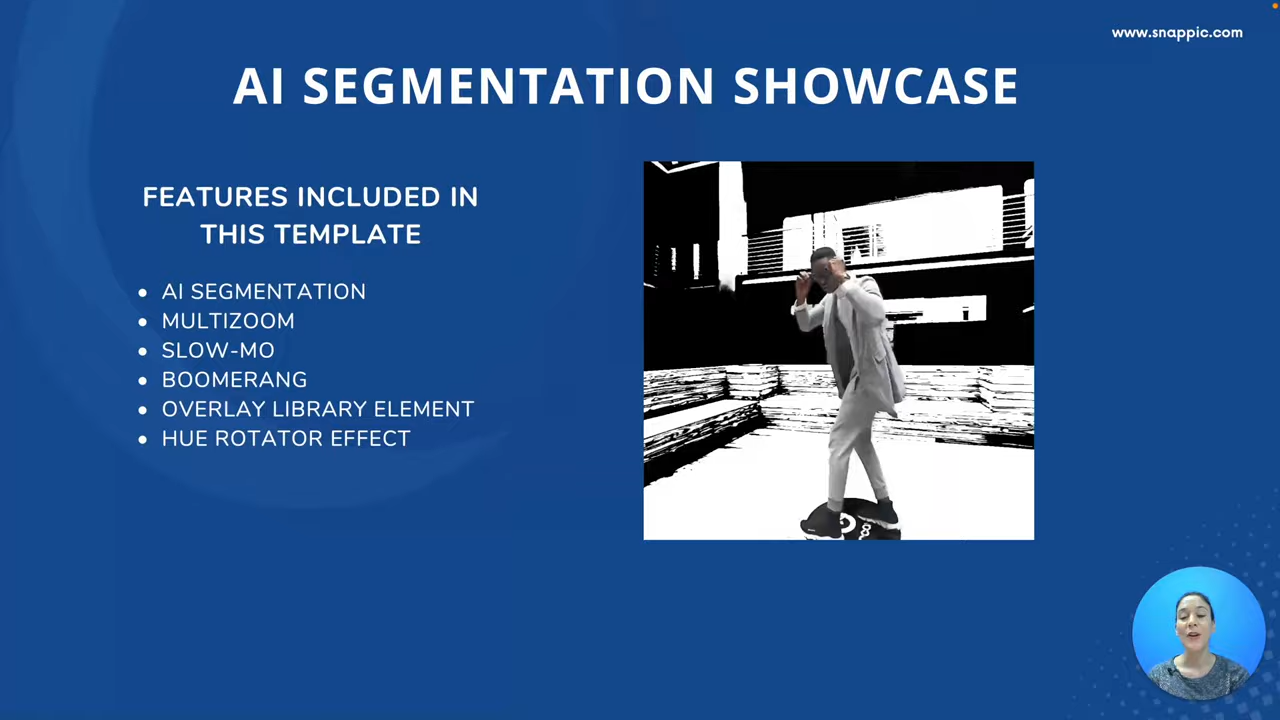 www.snappic.com
AI SEGMENTATION SHOWCASE
FEATURES INCLUDED IN
THIS TEMPLATE
• AI SEGMENTATION
• MULTIZOOM
• SLOW-MO
• BOOMERANG
• OVERLAY LIBRARY ELEMENT
• HUE ROTATOR EFFECT